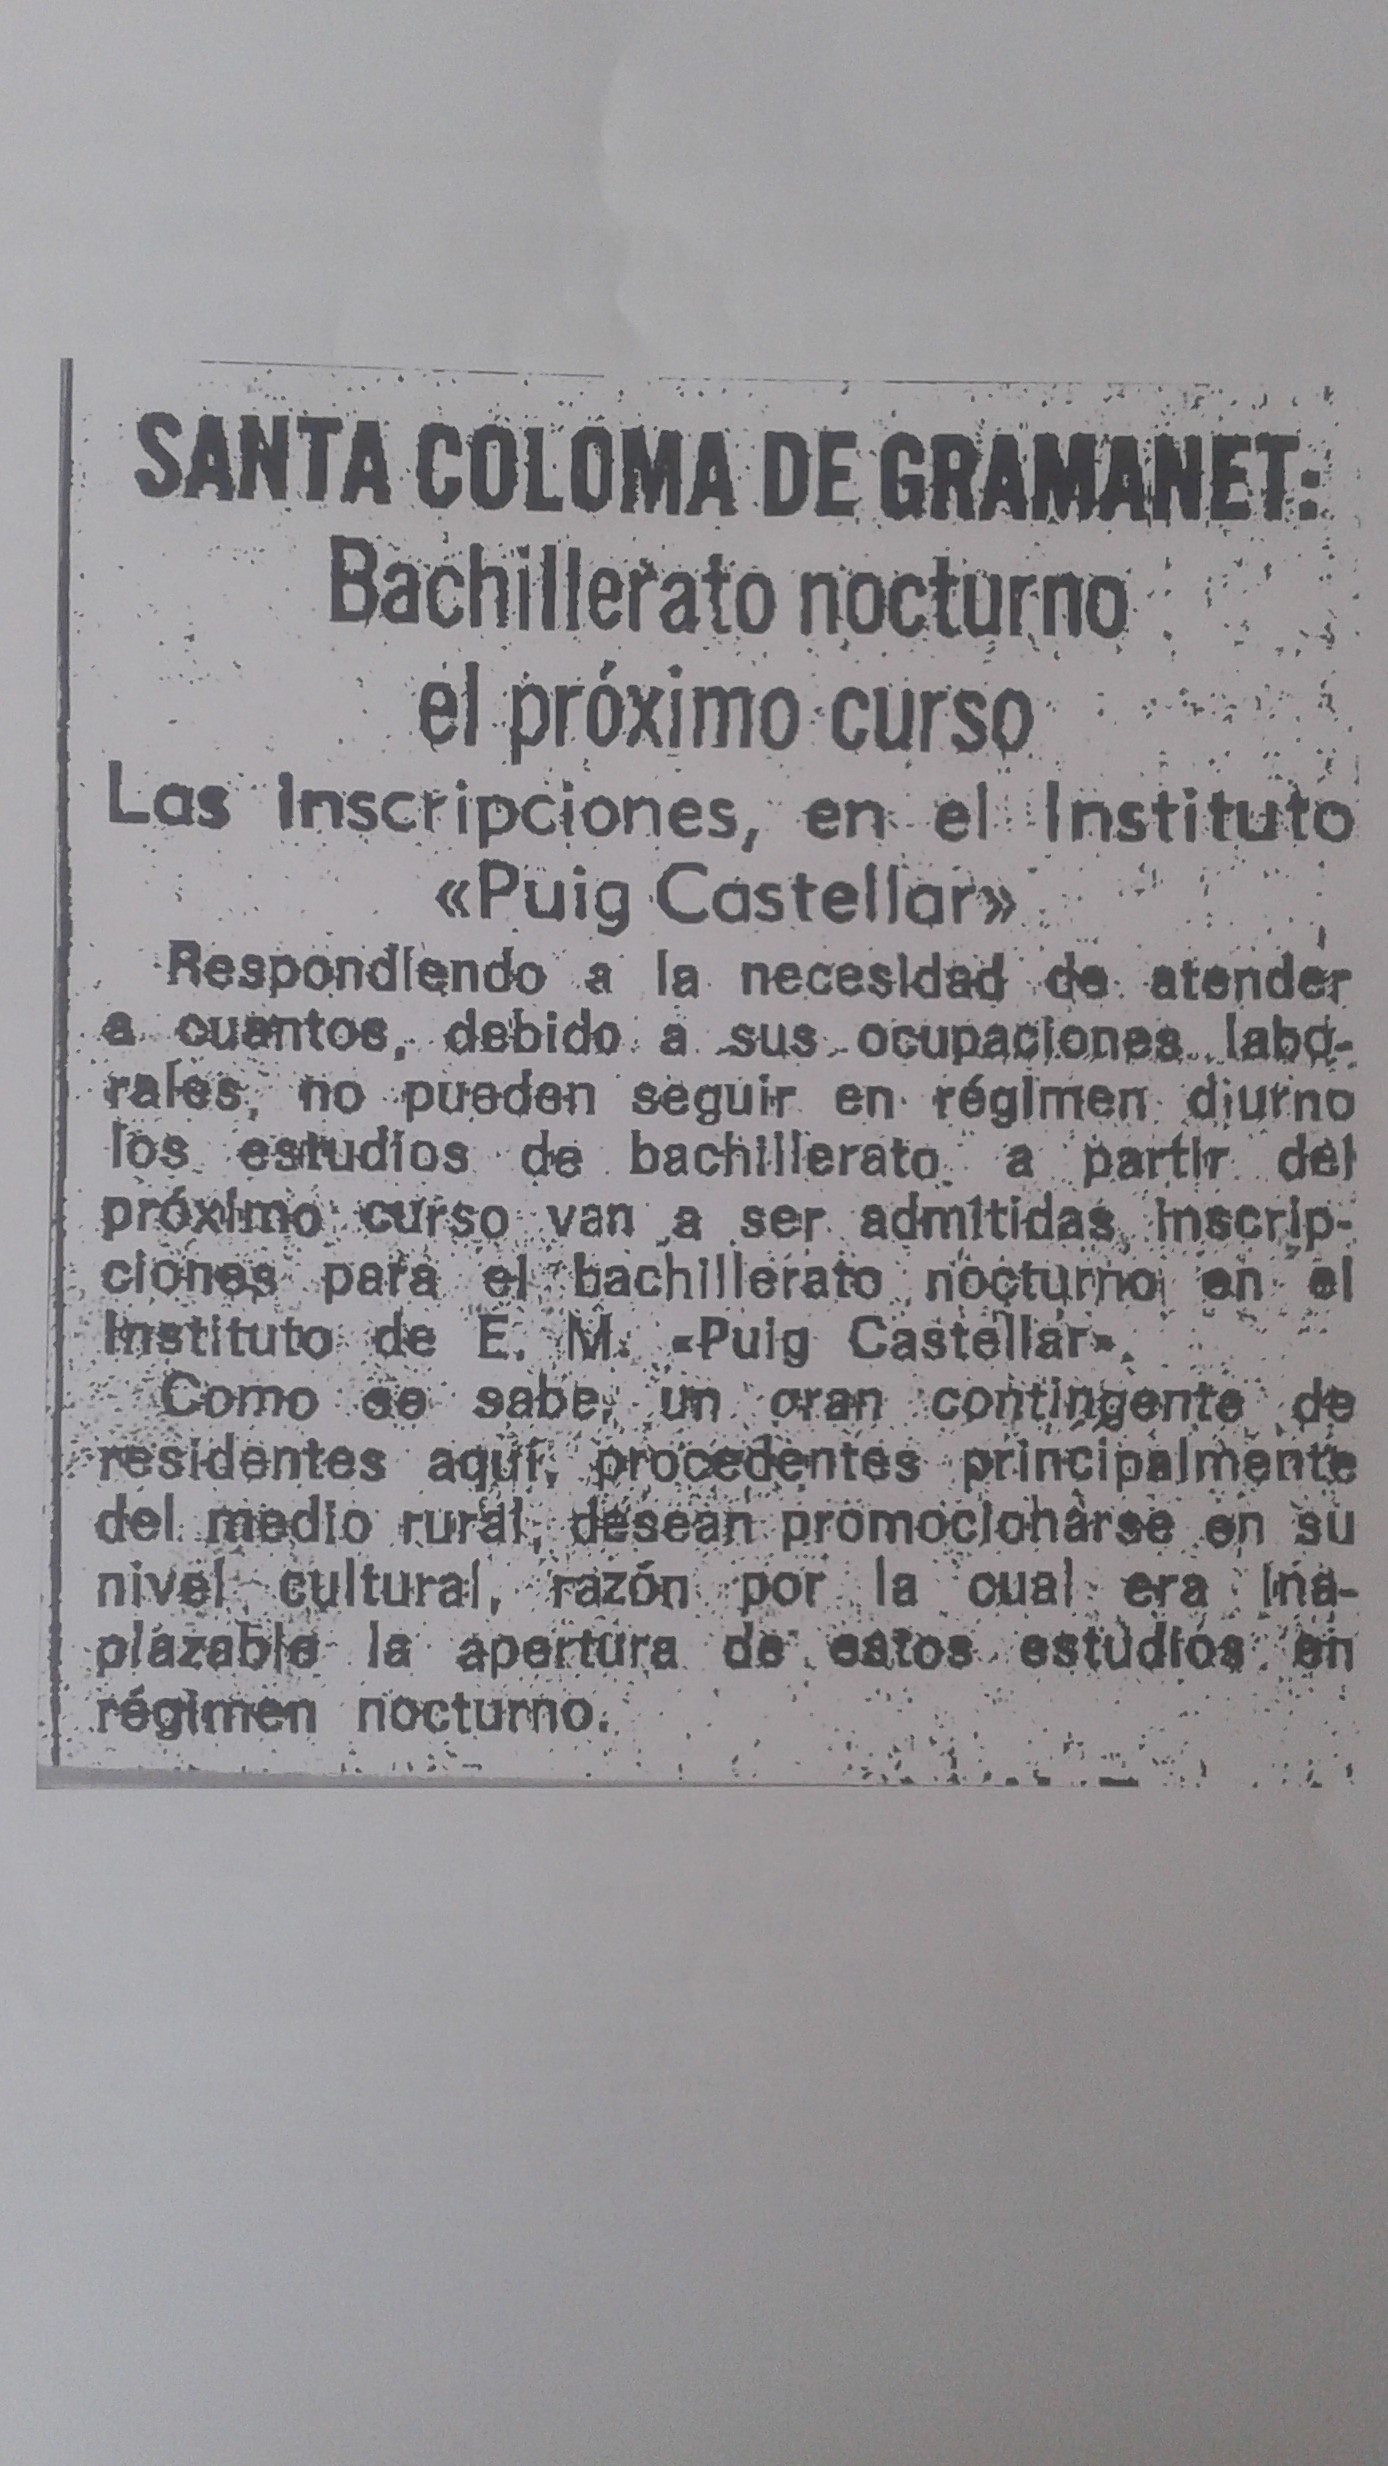 SANTA COLOMA DE GRAMANET:
Bachillerato nocturno
el próximo curso
Las inscripciones, en el Instituto
«Puig Castellar»
Respondiendo a la necesidad de atender
a cuantos, debido a sus ocupaciones labo-
rales, no pueden seguir en régimen diurno
los estudios de bachillerato a partir del
próximo curso van a ser admitidas inscrip-
ciones para el bachillerato nocturno en el
Instituto de E. M. «Puig Castellar».
Como se sabe, un gran contingente de
residentes aquí, procedentes principalmente
del medio rural, desean promocionarse en su
nivel cultural, razón por la cual era ina-
plazable la apertura de estos estudios en
régimen nocturno.